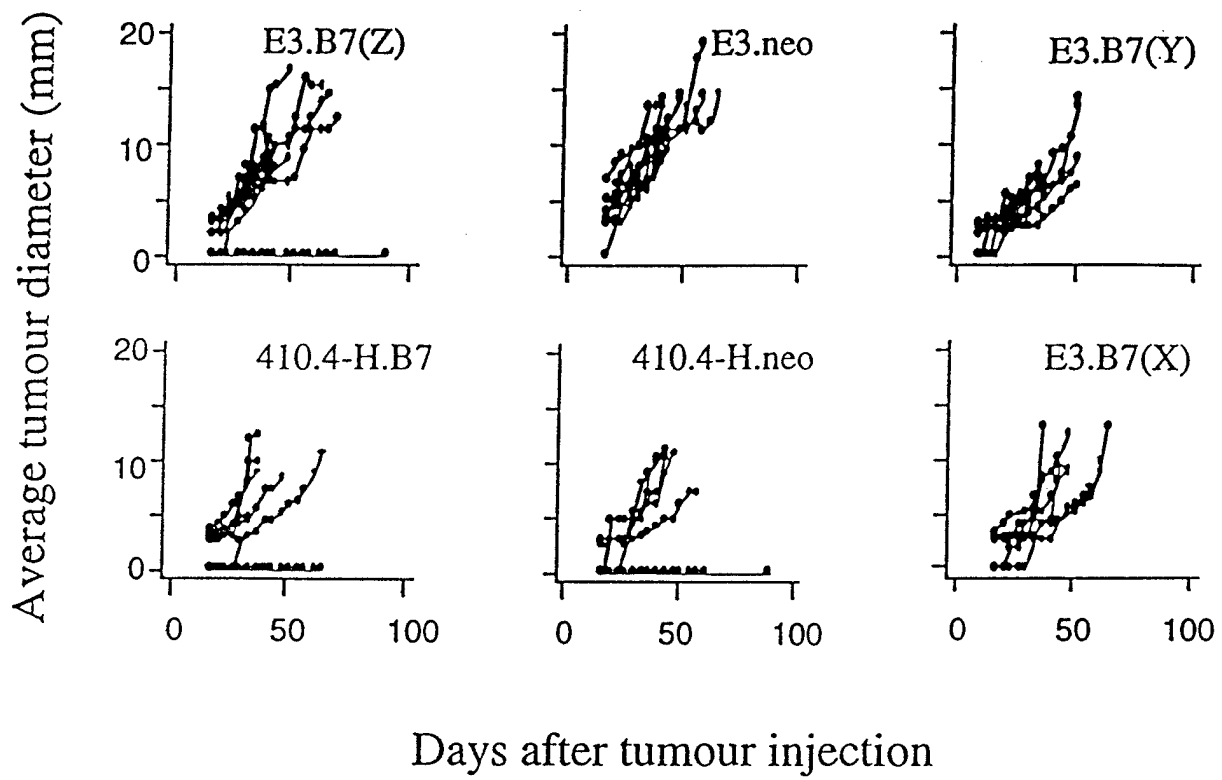 Average tumour diameter (mm)
20
10
0
E3.B7(Z)
E3.neo
E3.B7(Y)
20
10
0
410.4-H.B7
410.4-H.neo
E3.B7(X)
0 50 100
0 50 100
0 50 100
Days after tumour injection